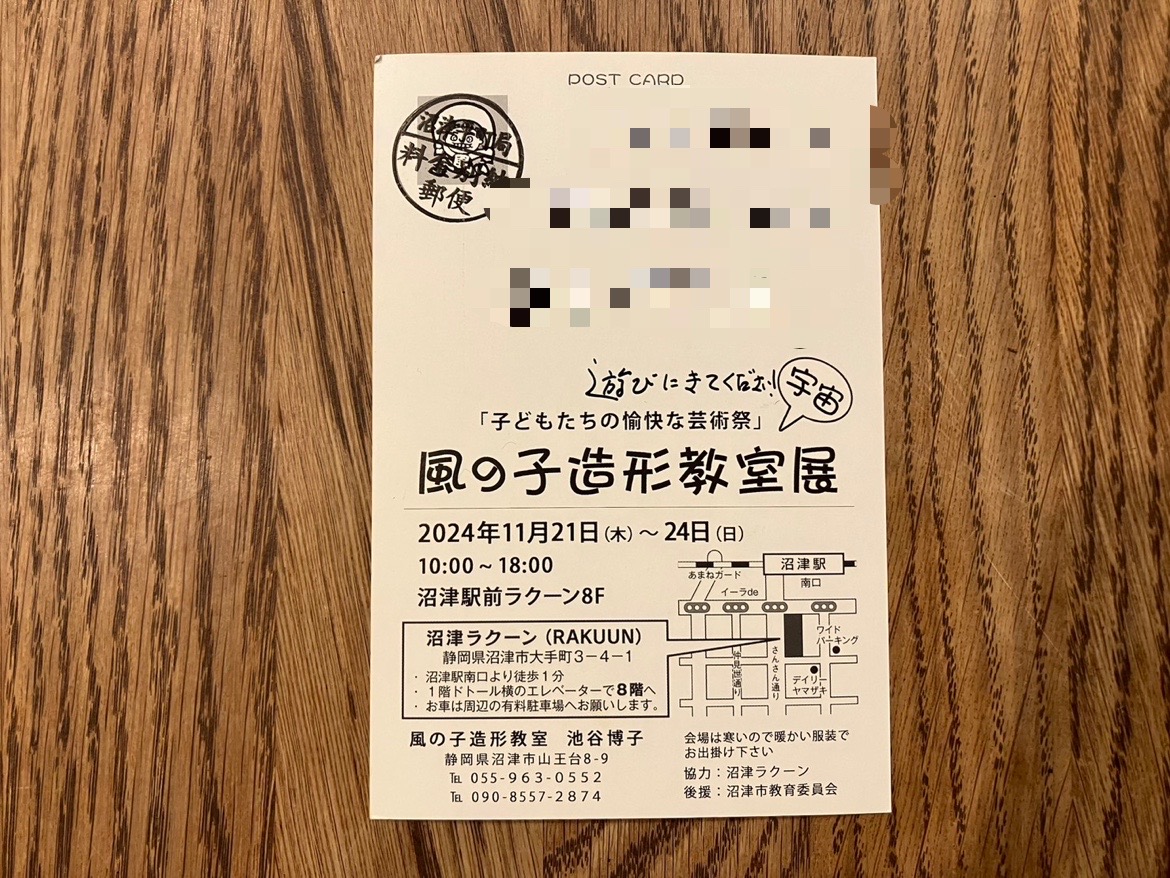 POST CARD
料金別納
郵便
遊びにきてください!
宇宙
「子どもたちの愉快な芸術祭」
風の子造形教室展
2024年11月21日(木)～24日(日)
10:00~18:00
沼津駅前ラクーン8F
沼津ラクーン(RAKUUN)
静岡県沼津市大手町3-4-1
・沼津駅南口より徒歩1分
・1階ドトール横のエレベーターで8階へ
・お車は周辺の有料駐車場へお願いします。
沼津駅
あまねガード
南口
イーラde
ワイド
パーキング
仲見世通り
さんさん通り
デイリー
ヤマザキ
風の子造形教室 池谷博子
静岡県沼津市山王台8-9
℡ 055-963-0552
℡ 090-8557-2874
会場は寒いので暖かい服装で
お出掛け下さい
協力：沼津ラクーン
後援：沼津市教育委員会